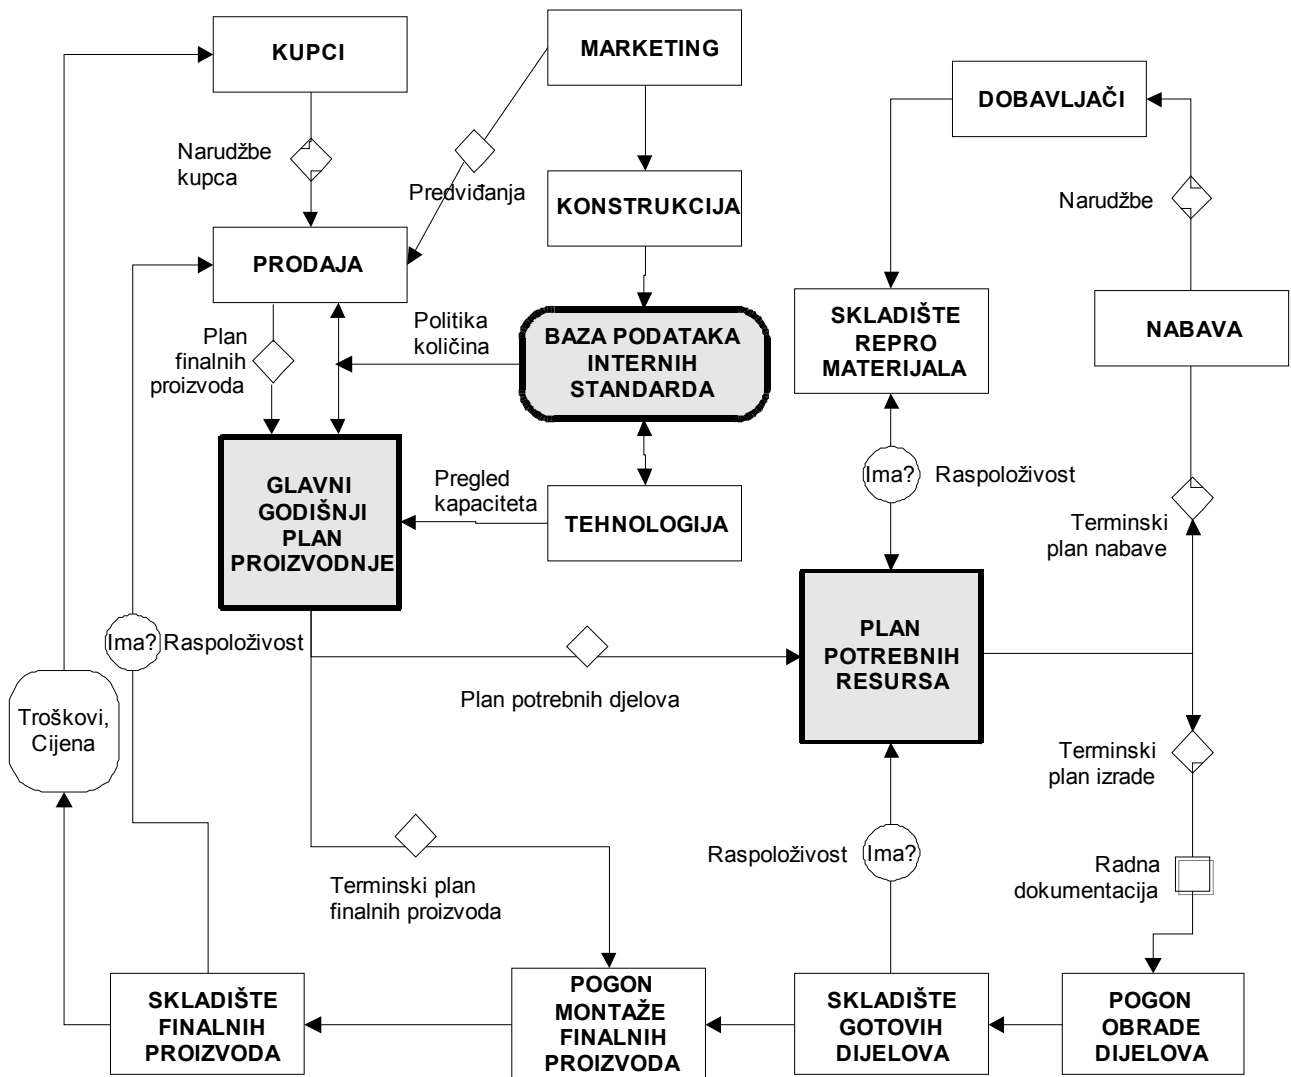 KUPCI
MARKETING
DOBAVLJAČI
Narudžbe
kupca
Predviđanja
KONSTRUKCIJA
Narudžbe
PRODAJA
Plan
finalnih
proizvoda
Politika
količina
BAZA PODATAKA
INTERNIH
STANDARDA
SKLADIŠTE
REPRO
MATERIJALA
NABAVA
GLAVNI
GODIŠNJI
PLAN
PROIZVODNJE
Pregled
kapaciteta
TEHNOLOGIJA
Ima?
Raspoloživost
Terminski
plan nabave
Ima?
Raspoloživost
PLAN
POTREBNIH
RESURSA
Plan potrebnih djelova
Troškovi,
Cijena
Terminski
plan izrade
Raspoloživost
Ima?
Terminski plan
finalnih proizvoda
Radna
dokumentacija
SKLADIŠTE
FINALNIH
PROIZVODA
POGON
MONTAŽE
FINALNIH
PROIZVODA
SKLADIŠTE
GOTOVIH
DIJELOVA
POGON
OBRADE
DIJELOVA